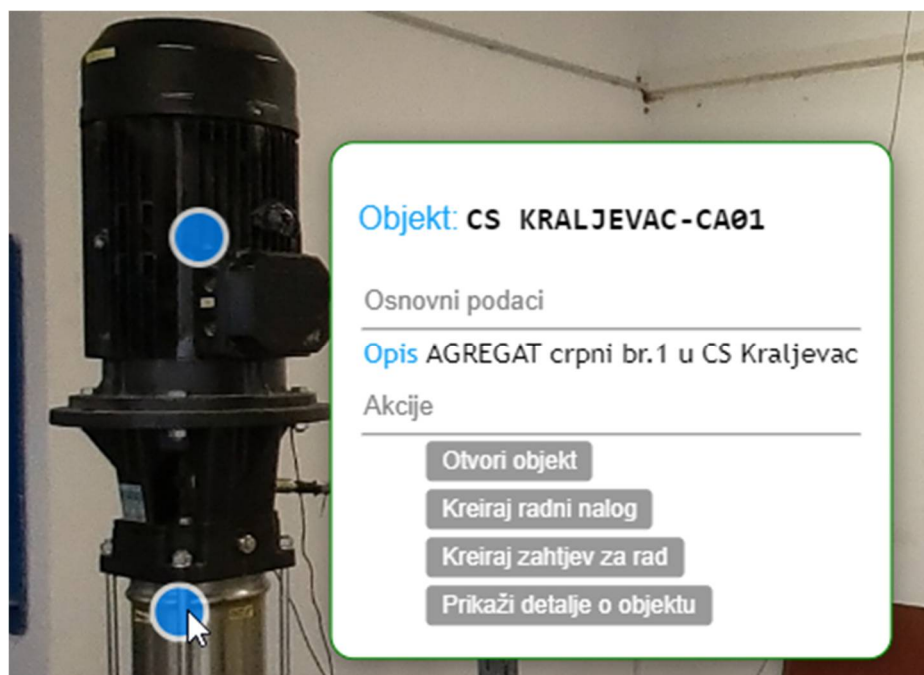 Objekt: CS KRALJEVAC-CA01
Osnovni podaci
Opis AGREGAT crpni br.1 u CS Kraljevac
Akcije
Otvori objekt
Kreiraj radni nalog
Kreiraj zahtjev za rad
Prikaži detalje o objektu